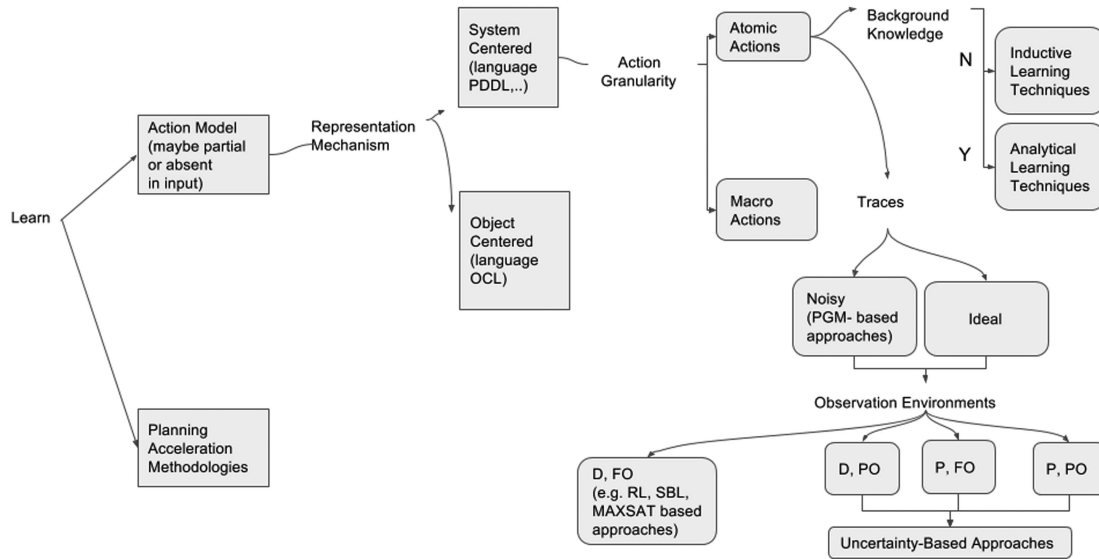 Learn
Action Model
(maybe partial
or absent
in input)
Planning
Acceleration
Methodologies
Representation
Mechanism
System
Centered
(language
PDDL,..)
Object
Centered
(language
OCL)
Action
Granularity
Atomic
Actions
Macro
Actions
Background
Knowledge
N
Y
Inductive
Learning
Techniques
Analytical
Learning
Techniques
Traces
Noisy
(PGM- based
approaches)
Ideal
Observation Environments
D, FO
(e.g. RL, SBL,
MAXSAT based
approaches)
D, PO
P, FO
P, PO
Uncertainty-Based Approaches